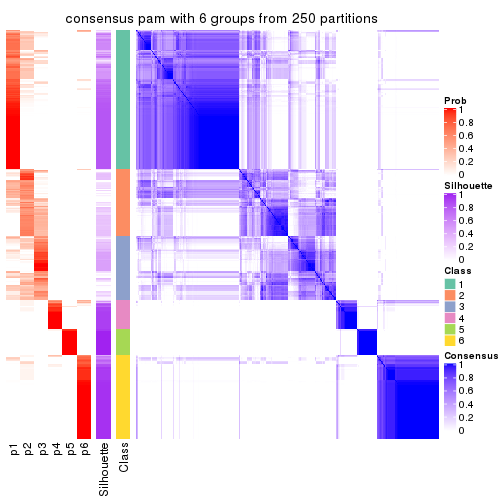 consensus pam with 6 groups from 250 partitions
Prob
1
0.8
0.6
0.4
0.2
0
Silhouette
1
0.8
0.6
0.4
0.2
0
Class
1
2
3
4
5
6
Consensus
1
0.8
0.6
0.4
0.2
0
p1
p2
p3
p4
p5
p6
Silhouette
Class